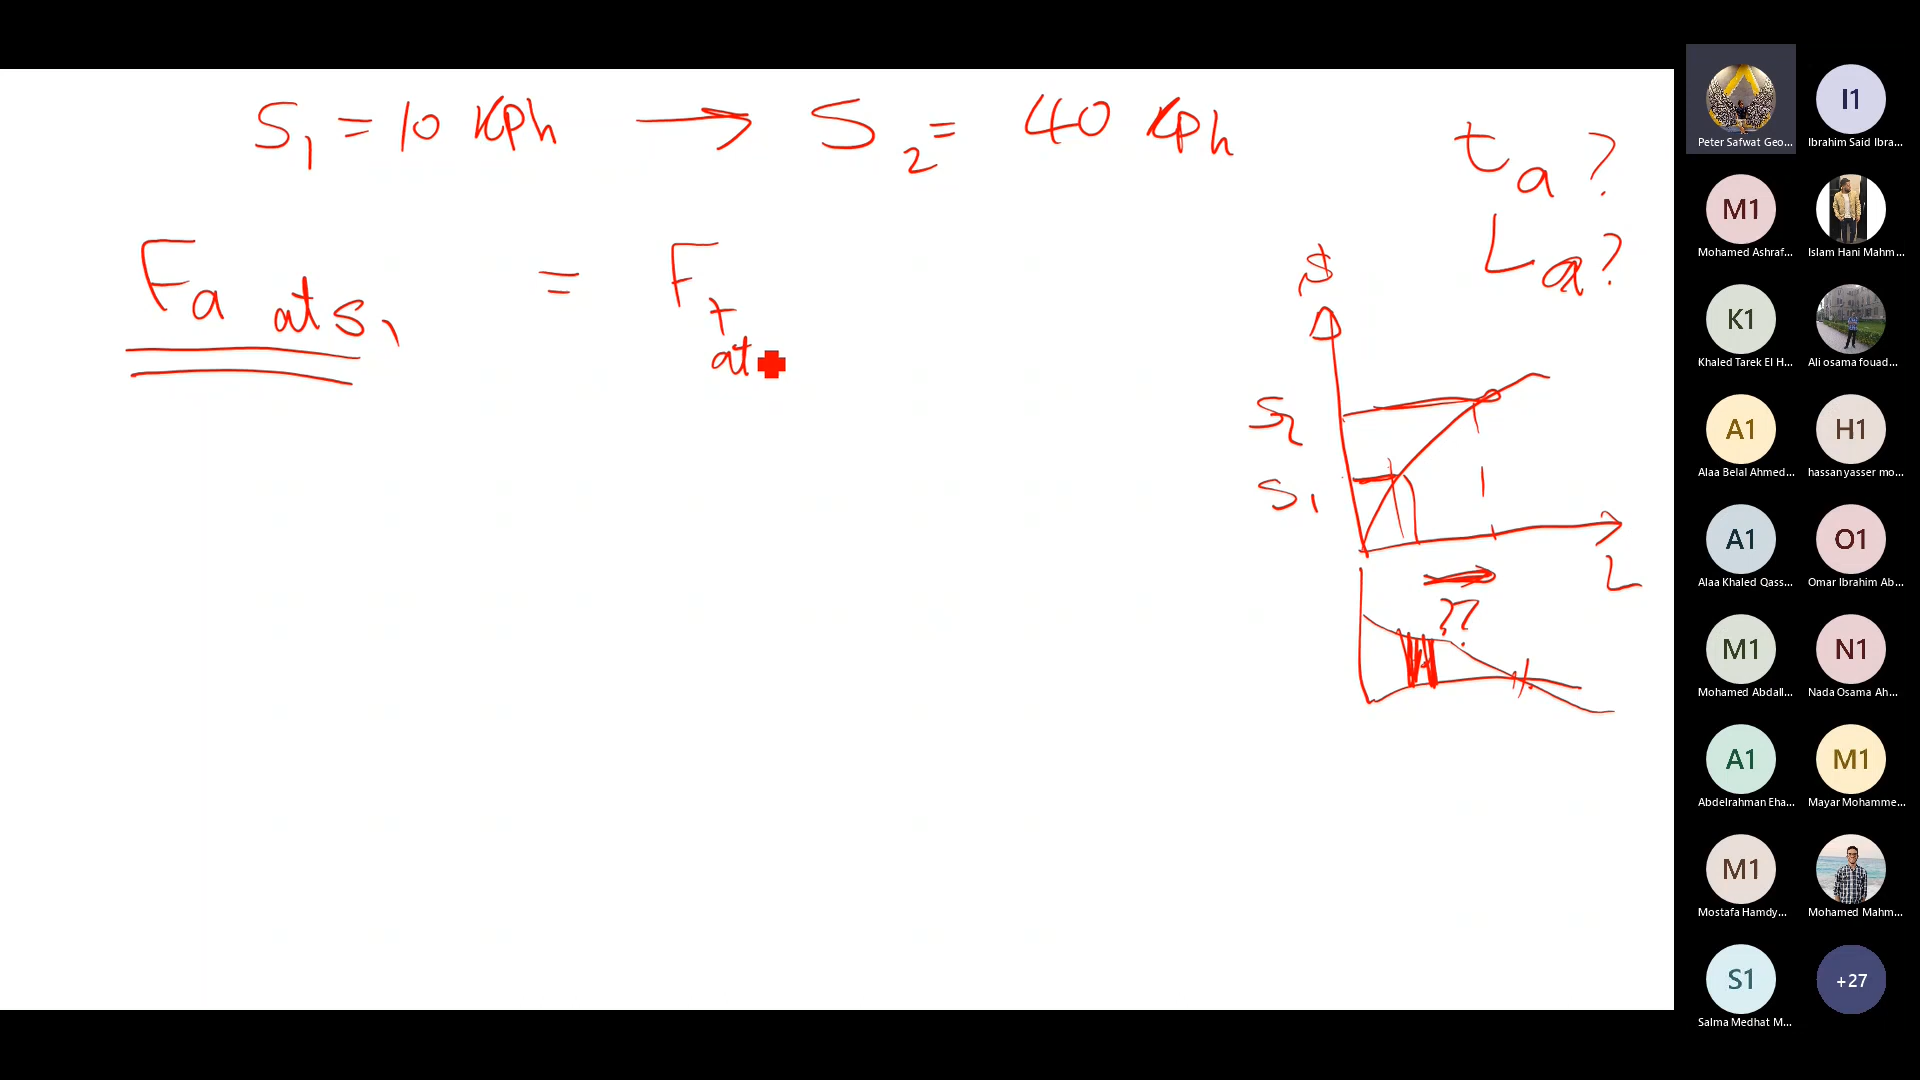 S₁ = 10 Kph → S₂ = 40 Kph
tₐ ?
Lₐ ?
Fₐ at S₁ = F_t at
S
S₂
S₁
L
??
Peter Safwat Geo...
I1
Ibrahim Said Ibra...
M1
Mohamed Ashraf...
Islam Hani Mahm...
K1
Khaled Tarek El H...
Ali osama fouad...
A1
Alaa Belal Ahmed...
H1
hassan yasser mo...
A1
Alaa Khaled Qass...
O1
Omar Ibrahim Ab...
M1
Mohamed Abdall...
N1
Nada Osama Ah...
A1
Abdelrahman Eha...
M1
Mayar Mohamme...
M1
Mostafa Hamdy...
Mohamed Mahm...
S1
Salma Medhat M...
+27